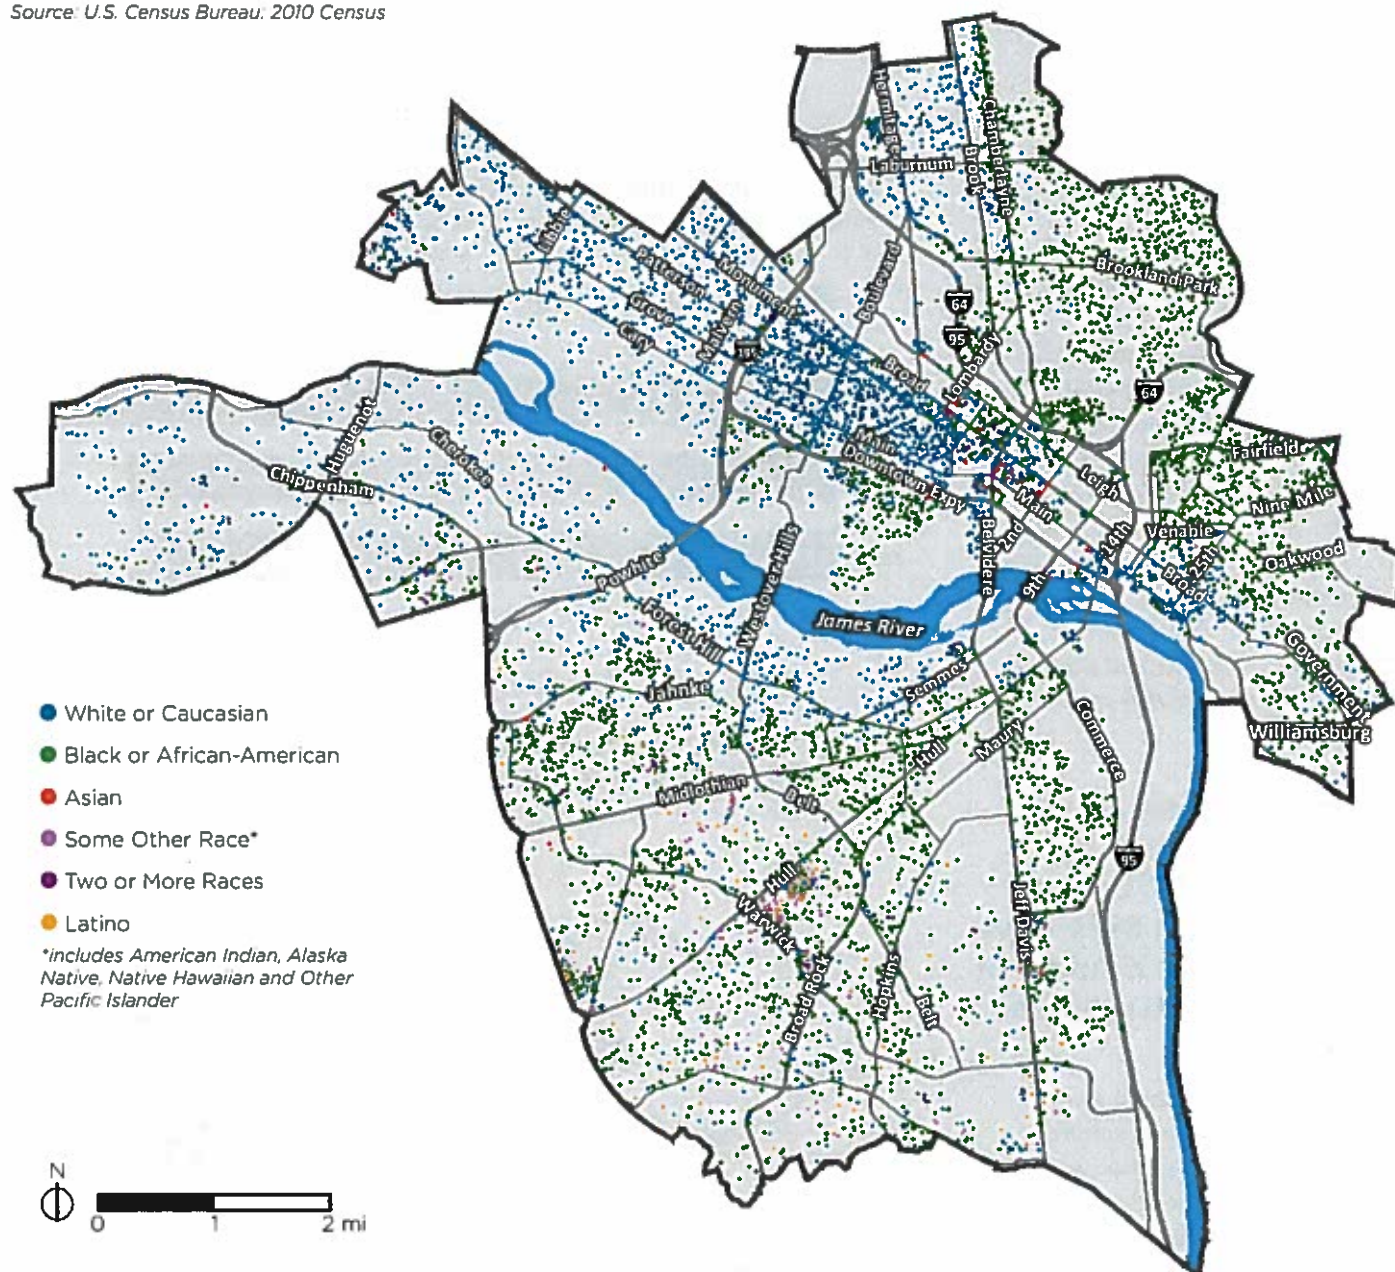 Source: U.S. Census Bureau: 2010 Census
Hermitage
Chamberlayne
Laburnum
Brook
Libbie
Patterson
Monument
Boulevard
Brookland Park
Grove
Malvern
64
Cary
195
95
Broad
Lombardy
64
Huguenot
Cherokee
Main
Downtown Expy
Fairfield
Chippenham
Leigh
Main
Nine Mile
Belvidere
2nd
14th
Venable
25th
Oakwood
Broad
Powhite
Westover Hills
9th
James River
Forest Hill
Government
Semmes
Jahnke
White or Caucasian
Commerce
Williamsburg
Hull
Maury
Black or African-American
Midlothian
Belt
Asian
Some Other Race*
95
Hull
Two or More Races
Jeff Davis
Warwick
Latino
*includes American Indian, Alaska
Native, Native Hawaiian and Other
Pacific Islander
Broad Rock
Hopkins
Belt
N
0 1 2 mi